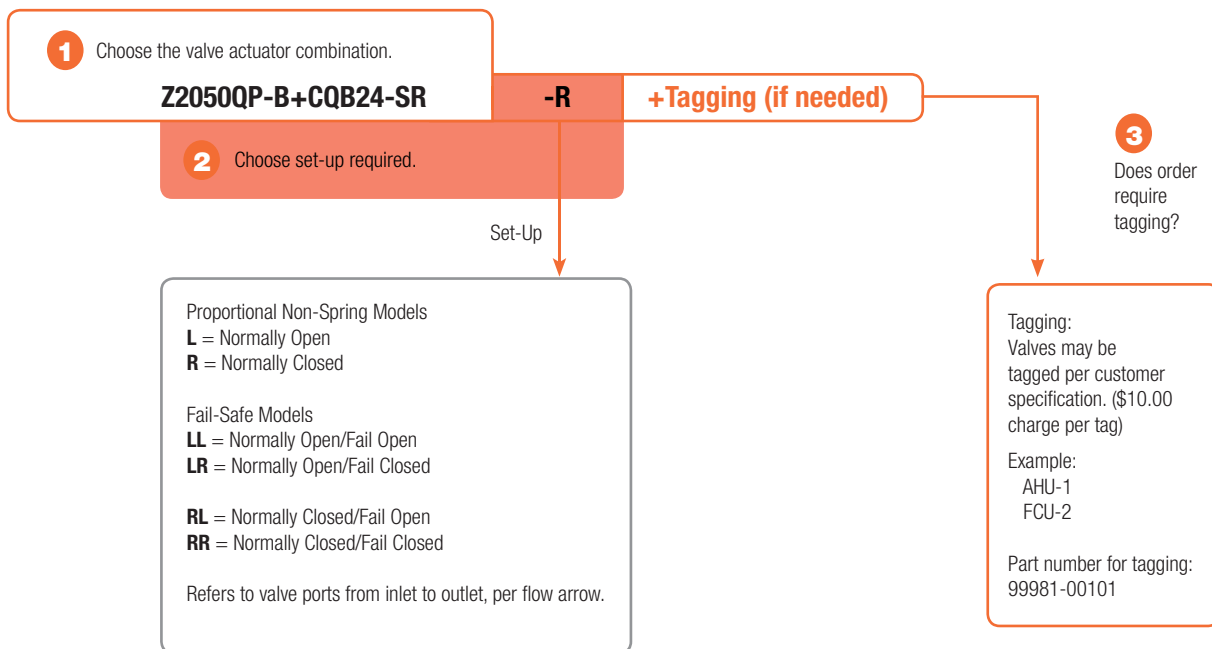 1 Choose the valve actuator combination.
Z2050QP-B+CQB24-SR -R +Tagging (if needed)
2 Choose set-up required.
3
Does order
require
tagging?
Set-Up
Proportional Non-Spring Models
L = Normally Open
R = Normally Closed
Fail-Safe Models
LL = Normally Open/Fail Open
LR = Normally Open/Fail Closed
RL = Normally Closed/Fail Open
RR = Normally Closed/Fail Closed
Refers to valve ports from inlet to outlet, per flow arrow.
Tagging:
Valves may be
tagged per customer
specification. ($10.00
charge per tag)
Example:
AHU-1
FCU-2
Part number for tagging:
99981-00101